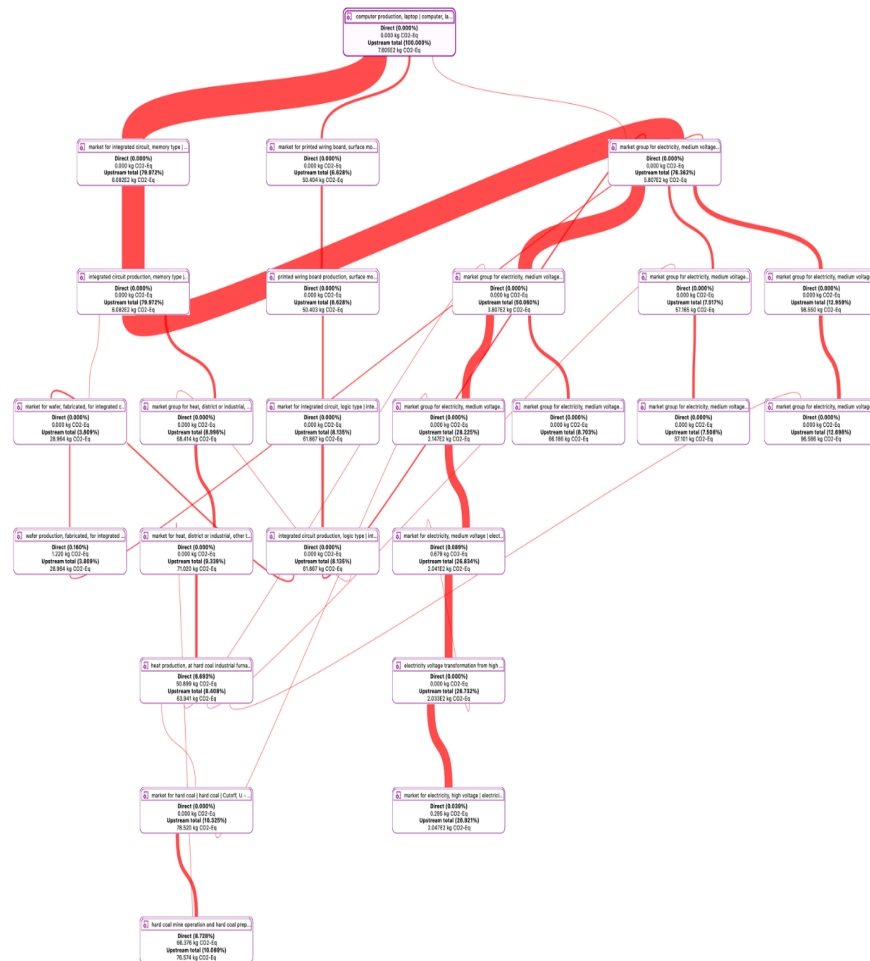 computer production, laptop | computer, la...
Direct (0.000%)
0.000 kg CO2-Eq
Upstream total (100.000%)
7.605E2 kg CO2-Eq
market for integrated circuit, memory type | ...
Direct (0.000%)
0.000 kg CO2-Eq
Upstream total (79.972%)
6.082E2 kg CO2-Eq
market for printed wiring board, surface mo...
Direct (0.000%)
0.000 kg CO2-Eq
Upstream total (6.628%)
50.404 kg CO2-Eq
market group for electricity, medium voltage...
Direct (0.000%)
0.000 kg CO2-Eq
Upstream total (76.362%)
5.807E2 kg CO2-Eq
integrated circuit production, memory type |...
Direct (0.000%)
0.000 kg CO2-Eq
Upstream total (79.972%)
6.082E2 kg CO2-Eq
printed wiring board production, surface mo...
Direct (0.000%)
kg CO2-Eq
Upstream total (6.628%)
50.403 kg CO2-Eq
market group for electricity, medium voltage...
Direct (0.000%)
0.000 kg CO2-Eq
Upstream total (50.060%)
3.807E2 kg CO2-Eq
market group for electricity, medium voltage...
Direct (0.000%)
0.000 kg CO2-Eq
Upstream total (7.517%)
57.165 kg CO2-Eq
market group for electricity, medium voltage
Direct (0.000%)
0.000 kg CO2-Eq
Upstream total (12.959%)
98.550 kg CO2-Eq
market for wafer, fabricated, for integrated c...
Direct (0.000%)
0.000 kg CO2-Eq
Upstream total (3.809%)
28.964 kg CO2-Eq
market group for heat, district or industrial, ...
Direct (0.000%)
0.000 kg CO2-Eq
Upstream total (8.996%)
68.414 kg CO2-Eq
market for integrated circuit, logic type | inte...
Direct (0.000%)
0.000 kg CO2-Eq
Upstream total (8.135%)
61.867 kg CO2-Eq
market group for electricity, medium voltage...
Direct (0.000%)
0.000 kg CO2-Eq
Upstream total (28.225%)
2.147E2 kg CO2-Eq
market group for electricity, medium voltage...
Direct (0.000%)
0.000 kg CO2-Eq
Upstream total (8.703%)
66.186 kg CO2-Eq
market group for electricity, medium voltage...
Direct (0.000%)
0.000 kg CO2-Eq
Upstream total (7.508%)
57.101 kg CO2-Eq
market group for electricity, medium voltage
Direct (0.000%)
0.000 kg CO2-Eq
Upstream total (12.698%)
96.566 kg CO2-Eq
wafer production, fabricated, for integrated ...
Direct (0.160%)
1.220 kg CO2-Eq
Upstream total (3.809%)
28.964 kg CO2-Eq
market for heat, district or industrial, other t...
Direct (0.000%)
0.000 kg CO2-Eq
Upstream total (9.339%)
71.020 kg CO2-Eq
integrated circuit production, logic type | int...
Direct (0.000%)
0.000 kg CO2-Eq
Upstream total (8.135%)
61.867 kg CO2-Eq
market for electricity, medium voltage | elect...
Direct (0.089%)
0.679 kg CO2-Eq
Upstream total (26.834%)
2.041E2 kg CO2-Eq
heat production, at hard coal industrial furna...
Direct (6.693%)
50.899 kg CO2-Eq
Upstream total (8.408%)
63.941 kg CO2-Eq
electricity voltage transformation from high ...
Direct (0.000%)
0.000 kg CO2-Eq
Upstream total (26.732%)
2.033E2 kg CO2-Eq
market for hard coal | hard coal | Cutoff, U - ...
Direct (0.000%)
0.000 kg CO2-Eq
Upstream total (10.325%)
78.520 kg CO2-Eq
market for electricity, high voltage | electrici...
Direct (0.039%)
0.295 kg CO2-Eq
Upstream total (26.921%)
2.047E2 kg CO2-Eq
hard coal mine operation and hard coal prep...
Direct (8.728%)
66.376 kg CO2-Eq
Upstream total (10.069%)
76.574 kg CO2-Eq